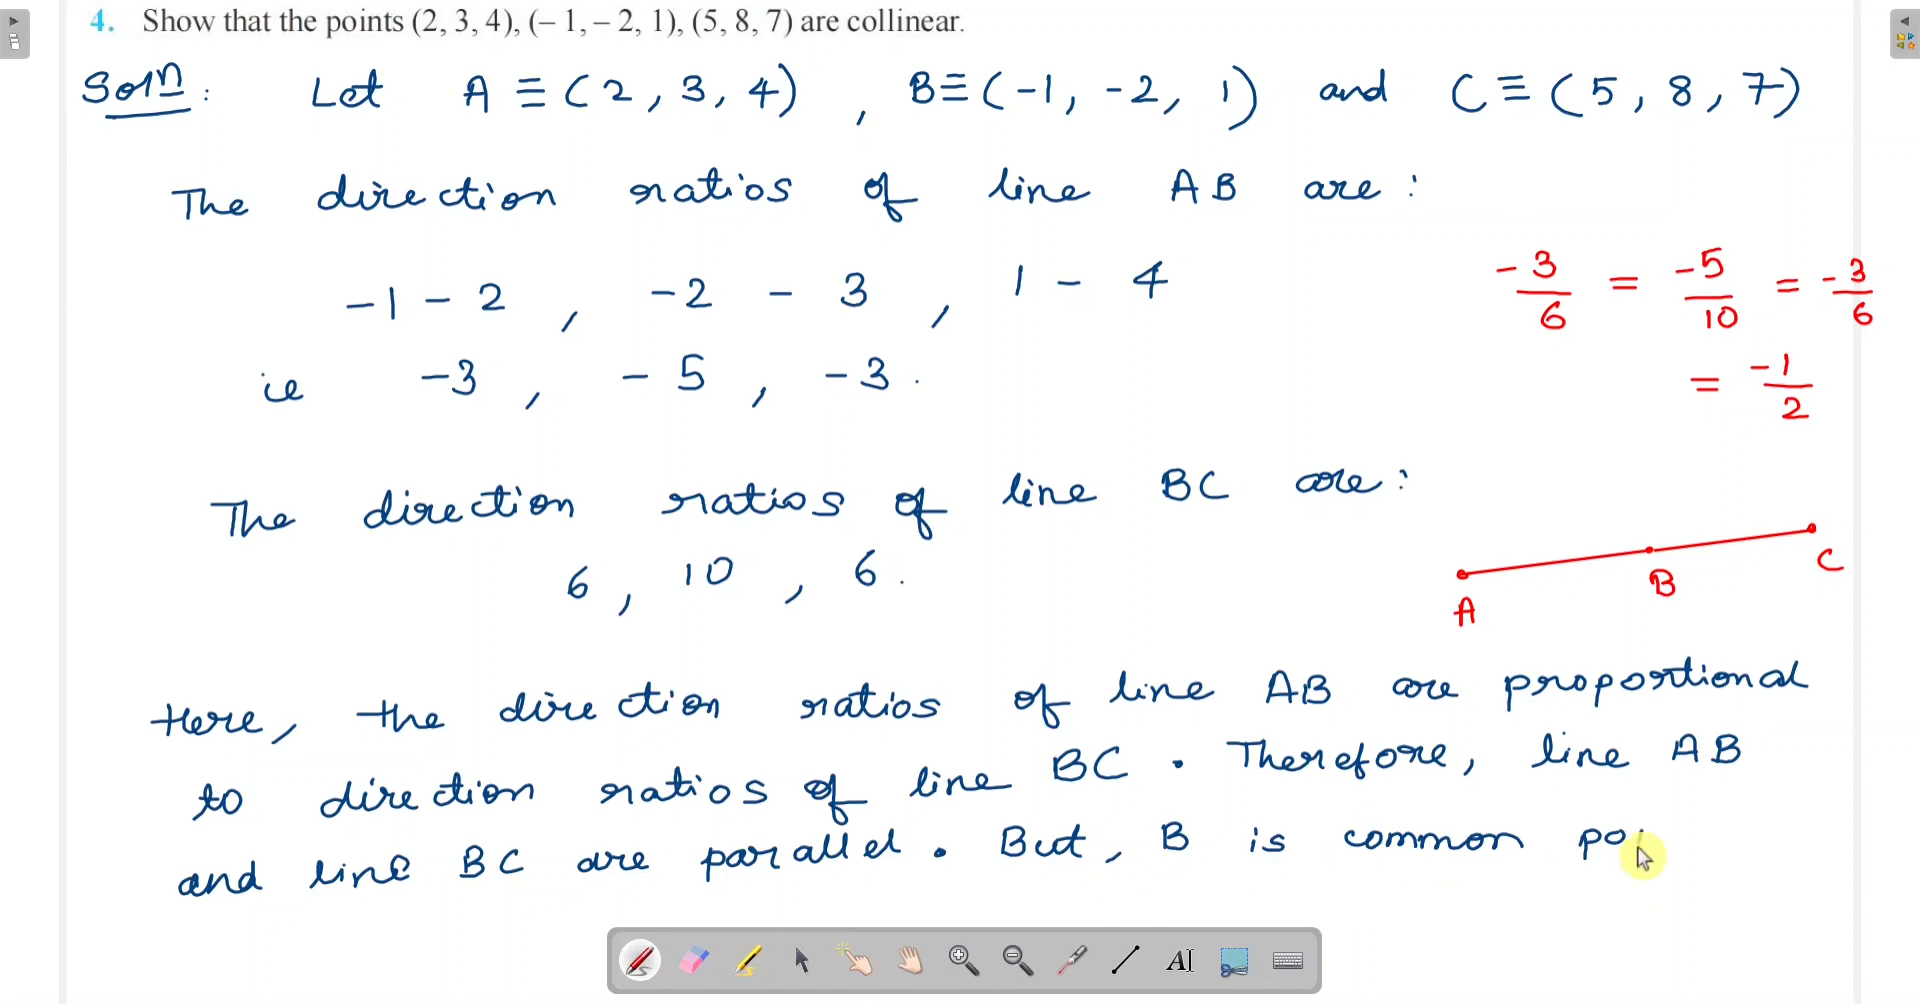 4. Show that the points (2, 3, 4), (– 1, – 2, 1), (5, 8, 7) are collinear.
Soln: Let A ≡ (2, 3, 4), B ≡ (-1, -2, 1) and C ≡ (5, 8, 7)
The direction ratios of line AB are:
-1 - 2, -2 - 3, 1 - 4
ie -3, -5, -3.
-3/6 = -5/10 = -3/6
= -1/2
The direction ratios of line BC are:
6, 10, 6.
A B C
Here, the direction ratios of line AB are proportional
to direction ratios of line BC. Therefore, line AB
and line BC are parallel. But, B is common poi
AI